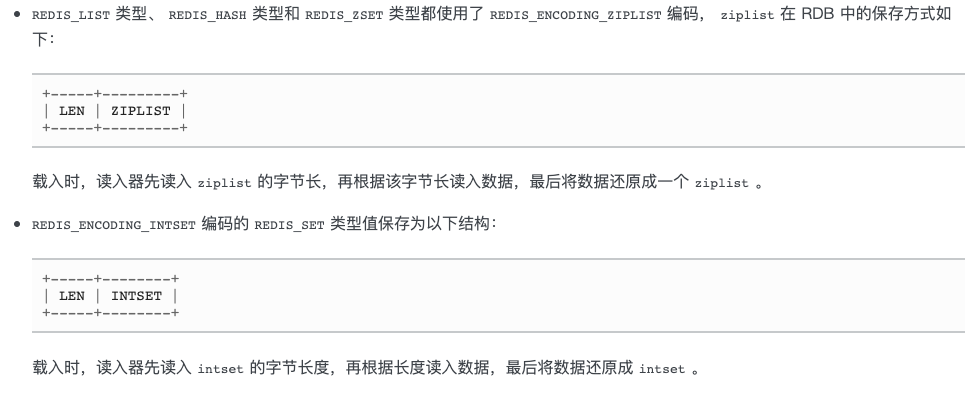 • REDIS_LIST 类型、 REDIS_HASH 类型和 REDIS_ZSET 类型都使用了 REDIS_ENCODING_ZIPLIST 编码， ziplist 在 RDB 中的保存方式如
下：
+-----+---------+
| LEN | ZIPLIST |
+-----+---------+
载入时，读入器先读入 ziplist 的字节长，再根据该字节长读入数据，最后将数据还原成一个 ziplist 。
• REDIS_ENCODING_INTSET 编码的 REDIS_SET 类型值保存为以下结构：
+-----+--------+
| LEN | INTSET |
+-----+--------+
载入时，读入器先读入 intset 的字节长度，再根据长度读入数据，最后将数据还原成 intset 。